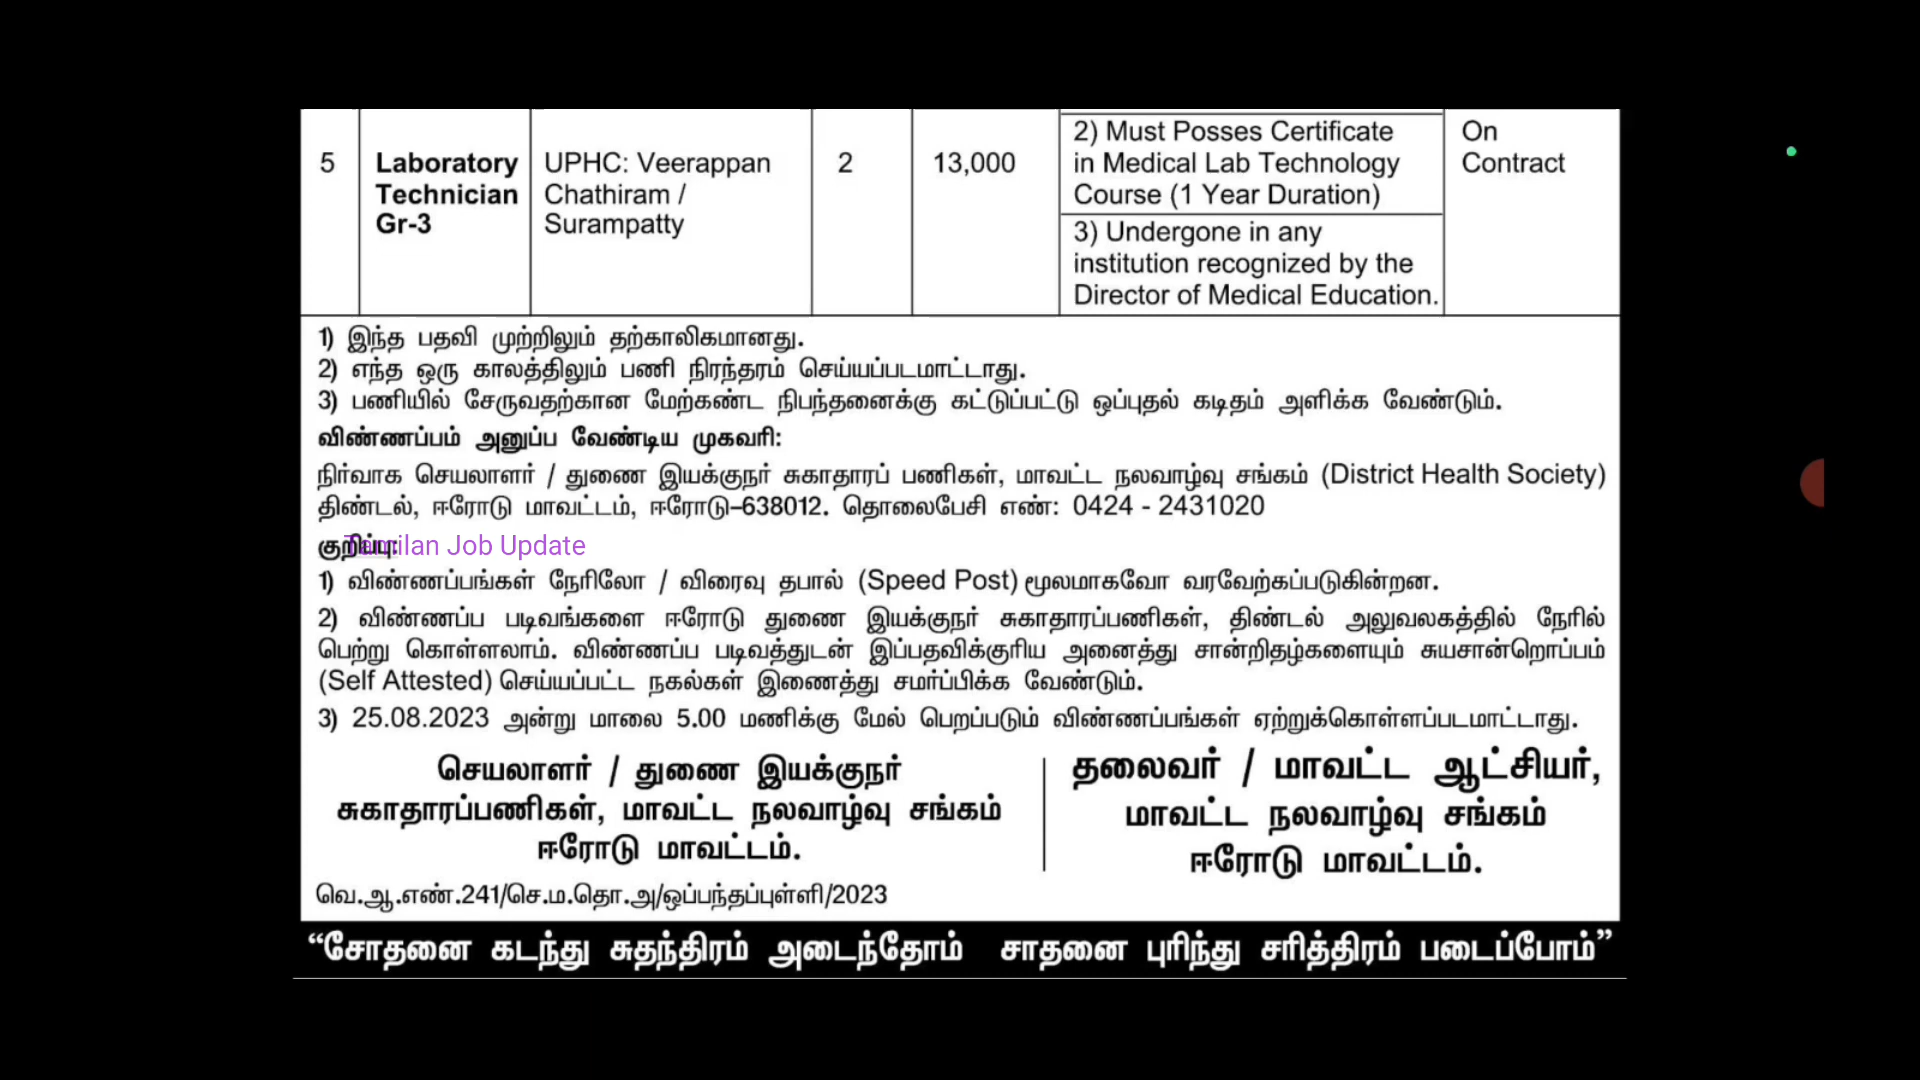 5
Laboratory
Technician
Gr-3
UPHC: Veerappan
Chathiram /
Surampatty
2
13,000
2) Must Posses Certificate
in Medical Lab Technology
Course (1 Year Duration)
3) Undergone in any
institution recognized by the
Director of Medical Education.
On
Contract
1) இந்த பதவி முற்றிலும் தற்காலிகமானது.
2) எந்த ஒரு காலத்திலும் பணி நிரந்தரம் செய்யப்படமாட்டாது.
3) பணியில் சேருவதற்கான மேற்கண்ட நிபந்தனைக்கு கட்டுப்பட்டு ஒப்புதல் கடிதம் அளிக்க வேண்டும்.
விண்ணப்பம் அனுப்ப வேண்டிய முகவரி:
நிர்வாக செயலாளர் / துணை இயக்குநர் சுகாதாரப் பணிகள், மாவட்ட நலவாழ்வு சங்கம் (District Health Society)
திண்டல், ஈரோடு மாவட்டம், ஈரோடு–638012. தொலைபேசி எண்: 0424 - 2431020
குறிப்பு:
Tamilan Job Update
1) விண்ணப்பங்கள் நேரிலோ / விரைவு தபால் (Speed Post) மூலமாகவோ வரவேற்கப்படுகின்றன.
2) விண்ணப்ப படிவங்களை ஈரோடு துணை இயக்குநர் சுகாதாரப்பணிகள், திண்டல் அலுவலகத்தில் நேரில்
பெற்று கொள்ளலாம். விண்ணப்ப படிவத்துடன் இப்பதவிக்குரிய அனைத்து சான்றிதழ்களையும் சுயசான்றொப்பம்
(Self Attested) செய்யப்பட்ட நகல்கள் இணைத்து சமர்ப்பிக்க வேண்டும்.
3) 25.08.2023 அன்று மாலை 5.00 மணிக்கு மேல் பெறப்படும் விண்ணப்பங்கள் ஏற்றுக்கொள்ளப்படமாட்டாது.
செயலாளர் / துணை இயக்குநர்
சுகாதாரப்பணிகள், மாவட்ட நலவாழ்வு சங்கம்
ஈரோடு மாவட்டம்.
தலைவர் / மாவட்ட ஆட்சியர்,
மாவட்ட நலவாழ்வு சங்கம்
ஈரோடு மாவட்டம்.
வெ.ஆ.எண்.241/செ.ம.தொ.அ/ஒப்பந்தப்புள்ளி/2023
“சோதனை கடந்து சுதந்திரம் அடைந்தோம் சாதனை புரிந்து சரித்திரம் படைப்போம்”